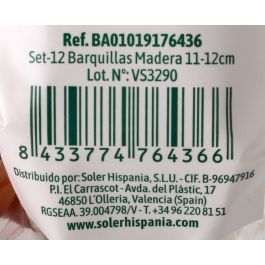 Ref. BA01019176436
Set-12 Barquillas Madera 11-12cm
Lot. Nº: VS3290
8 433774 764366
Distribuido por: Soler Hispania, S.L.U. - CIF. B-96947916
P.I. El Carrascot - Avda. del Plàstic, 17
46850 L'Olleria, Valencia (Spain)
RGSEAA. 39.004798/V - T. +34 96 220 81 51
www.solerhispania.com